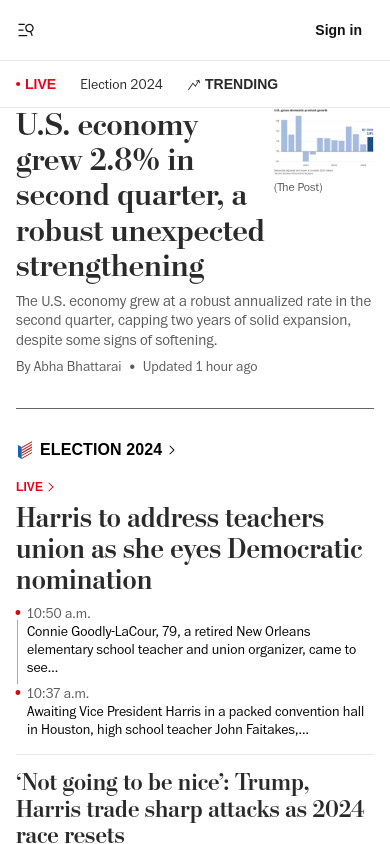 Sign in
LIVE
Election 2024
TRENDING
U.S. economy
grew 2.8% in
second quarter, a
robust unexpected
strengthening
(The Post)
The U.S. economy grew at a robust annualized rate in the
second quarter, capping two years of solid expansion,
despite some signs of softening.
By Abha Bhattarai • Updated 1 hour ago
ELECTION 2024
LIVE
Harris to address teachers
union as she eyes Democratic
nomination
10:50 a.m.
Connie Goodly-LaCour, 79, a retired New Orleans
elementary school teacher and union organizer, came to
see...
10:37 a.m.
Awaiting Vice President Harris in a packed convention hall
in Houston, high school teacher John Faitakes,...
‘Not going to be nice’: Trump,
Harris trade sharp attacks as 2024
race resets